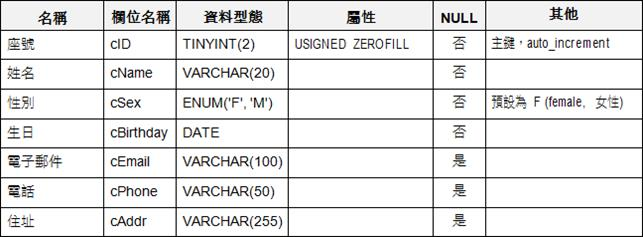 名稱 欄位名稱 資料型態 屬性 NULL 其他
座號 cID TINYINT(2) USIGNED ZEROFILL 否 主鍵，auto_increment
姓名 cName VARCHAR(20) 否
性別 cSex ENUM('F', 'M') 否 預設為 F (female，女性)
生日 cBirthday DATE 否
電子郵件 cEmail VARCHAR(100) 是
電話 cPhone VARCHAR(50) 是
住址 cAddr VARCHAR(255) 是